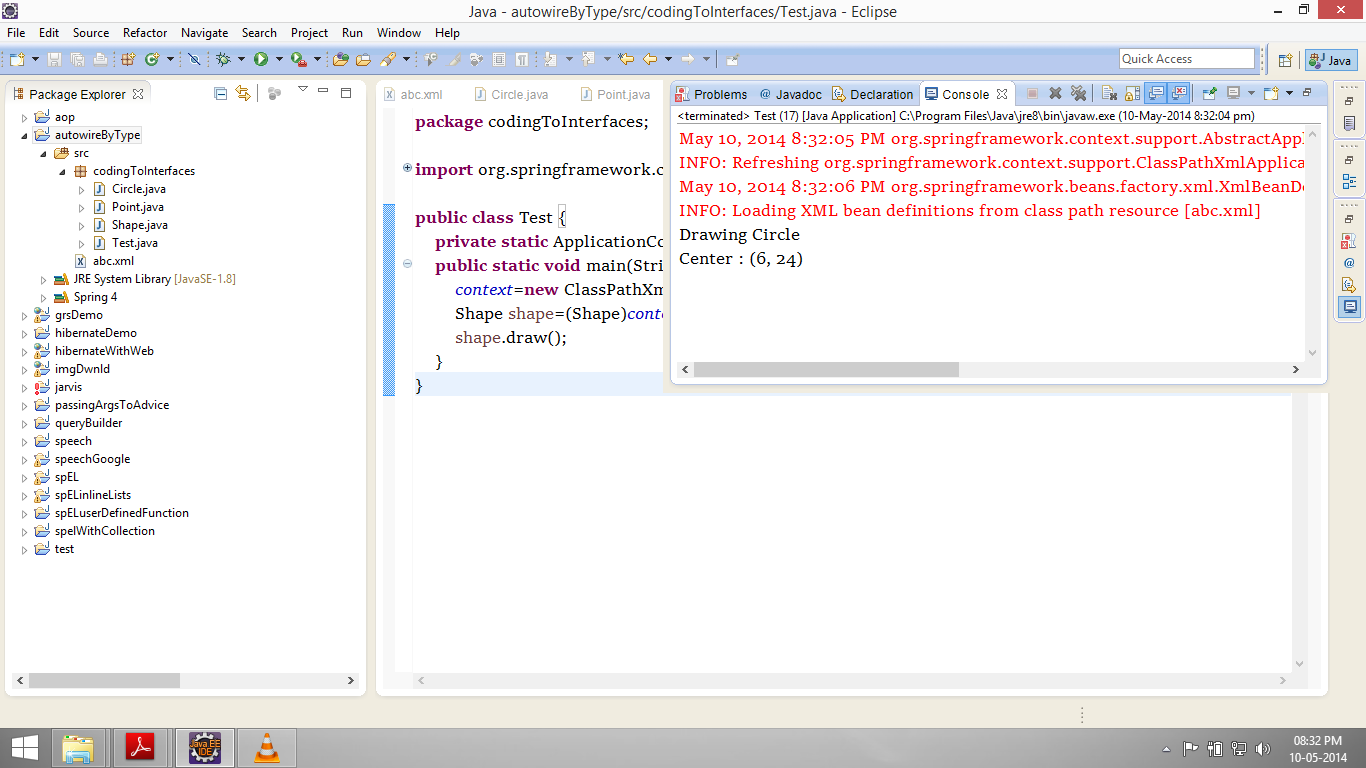 Java - autowireByType/src/codingToInterfaces/Test.java - Eclipse
File Edit Source Refactor Navigate Search Project Run Window Help
Quick Access
Java
Package Explorer
aop
autowireByType
src
codingToInterfaces
Circle.java
Point.java
Shape.java
Test.java
abc.xml
JRE System Library [JavaSE-1.8]
Spring 4
grsDemo
hibernateDemo
hibernateWithWeb
imgDwnld
jarvis
passingArgsToAdvice
queryBuilder
speech
speechGoogle
spEL
spELinlineLists
spELuserDefinedFunction
spelWithCollection
test
abc.xml Circle.java Point.java
package codingToInterfaces;
import org.springframework.c
public class Test {
private static ApplicationCo
public static void main(Stri
context=new ClassPathXm
Shape shape=(Shape)conte
shape.draw();
}
}
Problems @ Javadoc Declaration Console
<terminated> Test (17) [Java Application] C:\Program Files\Java\jre8\bin\javaw.exe (10-May-2014 8:32:04 pm)
May 10, 2014 8:32:05 PM org.springframework.context.support.AbstractAppl
INFO: Refreshing org.springframework.context.support.ClassPathXmlApplica
May 10, 2014 8:32:06 PM org.springframework.beans.factory.xml.XmlBeanDe
INFO: Loading XML bean definitions from class path resource [abc.xml]
Drawing Circle
Center : (6, 24)
Java EE
IDE
08:32 PM
10-05-2014